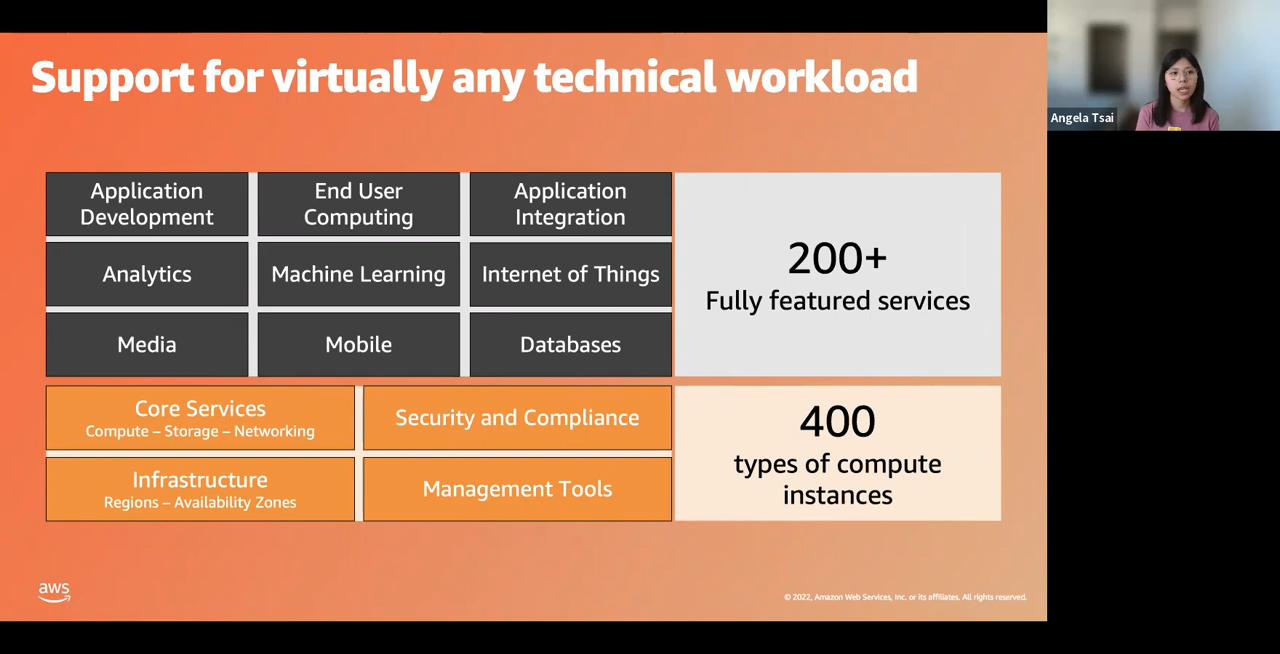 Support for virtually any technical workload
Angela Tsai
Application
Development
End User
Computing
Application
Integration
Analytics
Machine Learning
Internet of Things
Media
Mobile
Databases
200+
Fully featured services
Core Services
Compute – Storage – Networking
Security and Compliance
Infrastructure
Regions – Availability Zones
Management Tools
400
types of compute
instances
aws
© 2022, Amazon Web Services, Inc. or its affiliates. All rights reserved.